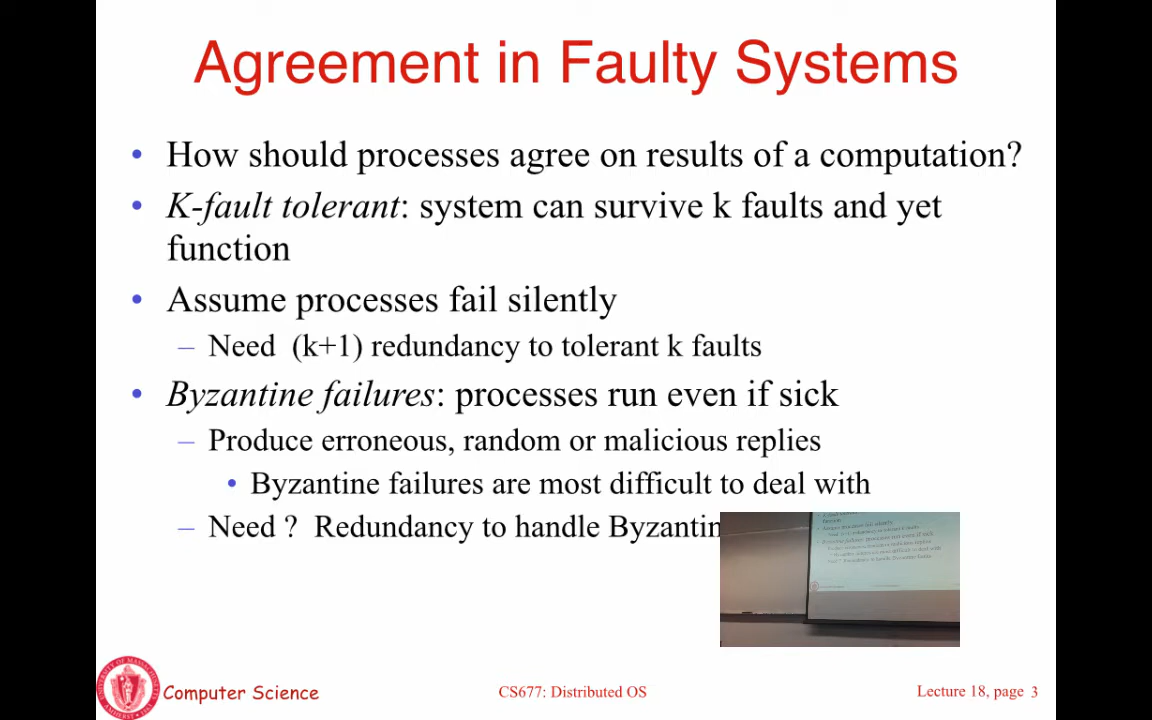 Agreement in Faulty Systems
• How should processes agree on results of a computation?
• K-fault tolerant: system can survive k faults and yet
function
• Assume processes fail silently
– Need (k+1) redundancy to tolerant k faults
• Byzantine failures: processes run even if sick
– Produce erroneous, random or malicious replies
• Byzantine failures are most difficult to deal with
– Need ? Redundancy to handle Byzantin
Computer Science
CS677: Distributed OS
Lecture 18, page 3